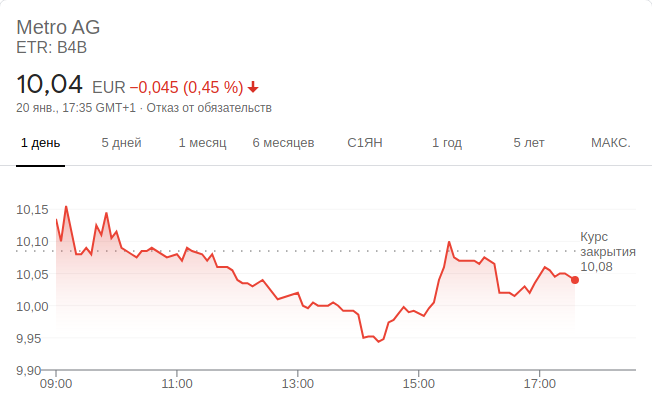 Metro AG
ETR: B4B
10,04 EUR −0,045 (0,45 %)
20 янв., 17:35 GMT+1 · Отказ от обязательств
1 день 5 дней 1 месяц 6 месяцев С1ЯН 1 год 5 лет МАКС.
10,15
10,10
10,05
10,00
9,95
9,90
Курс
закрытия
10,08
09:00 11:00 13:00 15:00 17:00